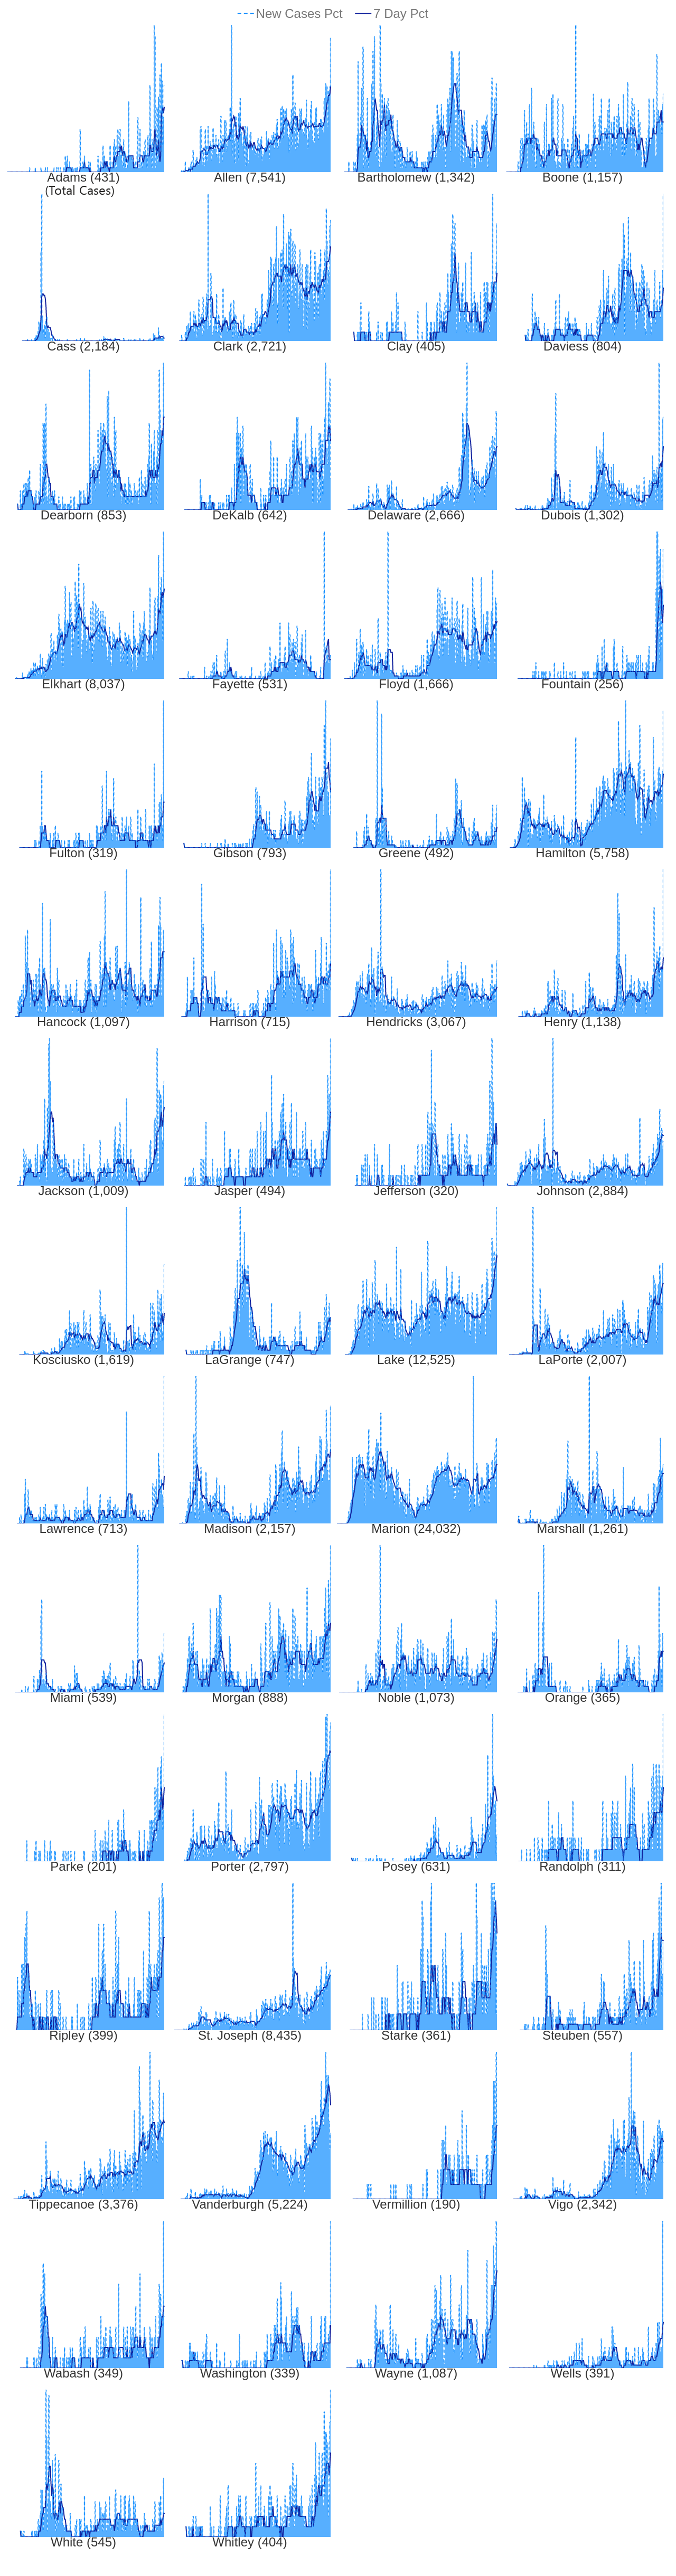 New Cases Pct 7 Day Pct
Adams (431) Allen (7,541) Bartholomew (1,342) Boone (1,157)
(Total Cases)
Cass (2,184) Clark (2,721) Clay (405) Daviess (804)
Dearborn (853) DeKalb (642) Delaware (2,666) Dubois (1,302)
Elkhart (8,037) Fayette (531) Floyd (1,666) Fountain (256)
Fulton (319) Gibson (793) Greene (492) Hamilton (5,758)
Hancock (1,097) Harrison (715) Hendricks (3,067) Henry (1,138)
Jackson (1,009) Jasper (494) Jefferson (320) Johnson (2,884)
Kosciusko (1,619) LaGrange (747) Lake (12,525) LaPorte (2,007)
Lawrence (713) Madison (2,157) Marion (24,032) Marshall (1,261)
Miami (539) Morgan (888) Noble (1,073) Orange (365)
Parke (201) Porter (2,797) Posey (631) Randolph (311)
Ripley (399) St. Joseph (8,435) Starke (361) Steuben (557)
Tippecanoe (3,376) Vanderburgh (5,224) Vermillion (190) Vigo (2,342)
Wabash (349) Washington (339) Wayne (1,087) Wells (391)
White (545) Whitley (404)